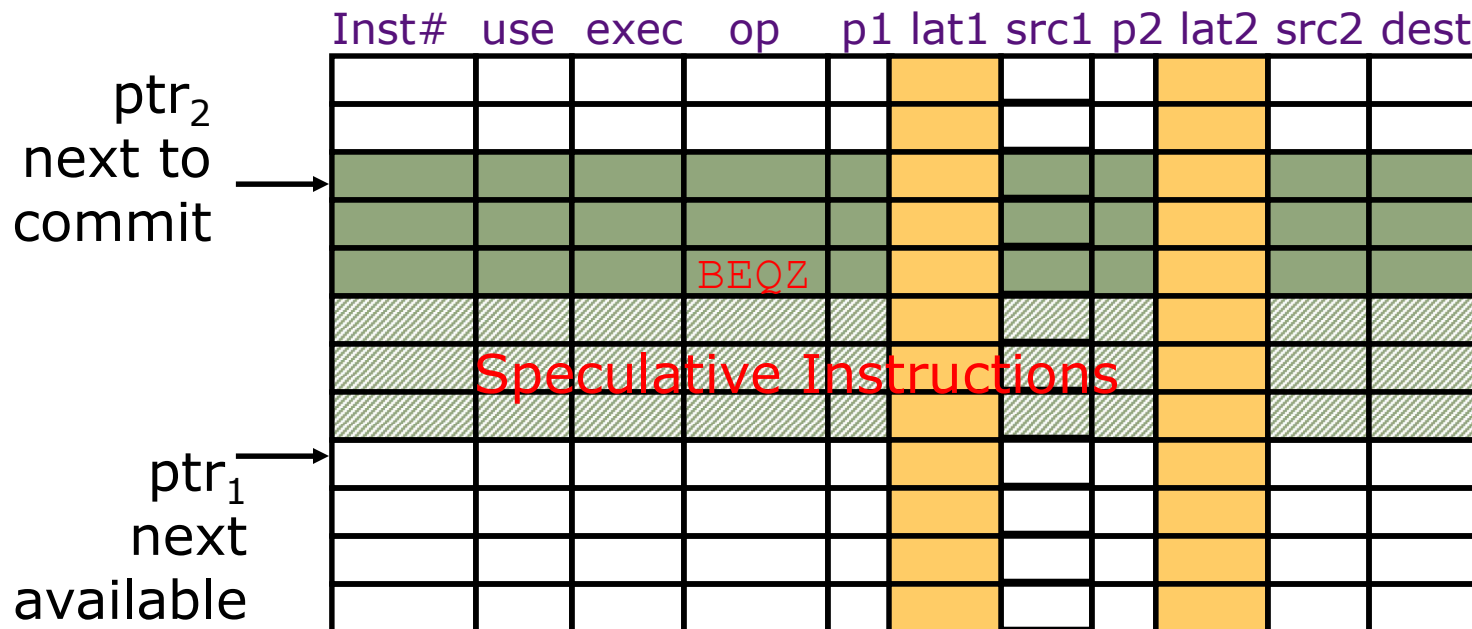 Inst# use exec op p1 lat1 src1 p2 lat2 src2 dest
ptr2
next to
commit
BEQZ
Speculative Instructions
ptr1
next
available